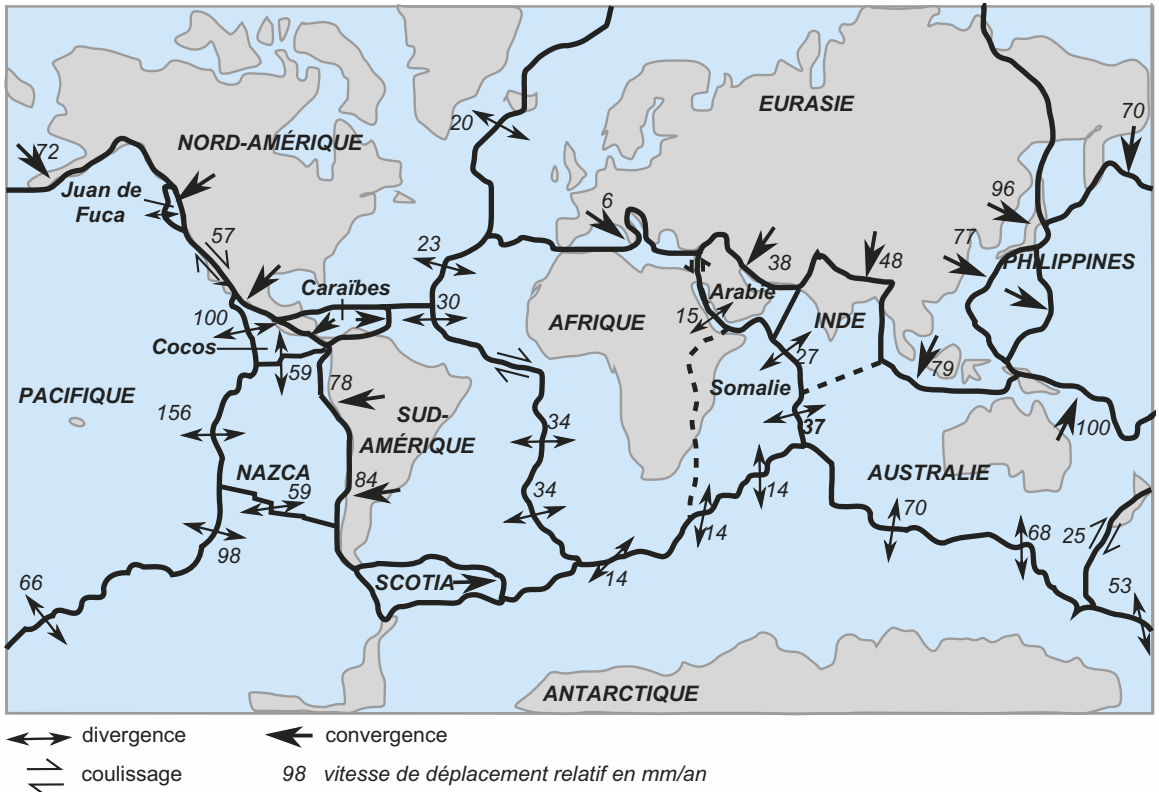 EURASIE
70
20
NORD-AMÉRIQUE
72
Juan de
Fuca
6
96
57
23
38
48
77
PHILIPPINES
Caraïbes
30
Arabie
100
15
AFRIQUE
INDE
Cocos
27
59
78
Somalie
79
PACIFIQUE
156
SUD-
AMÉRIQUE
34
37
100
NAZCA
59
84
34
14
AUSTRALIE
98
14
70
68
25
66
SCOTIA
14
53
ANTARCTIQUE
divergence
convergence
coulissage
98 vitesse de déplacement relatif en mm/an